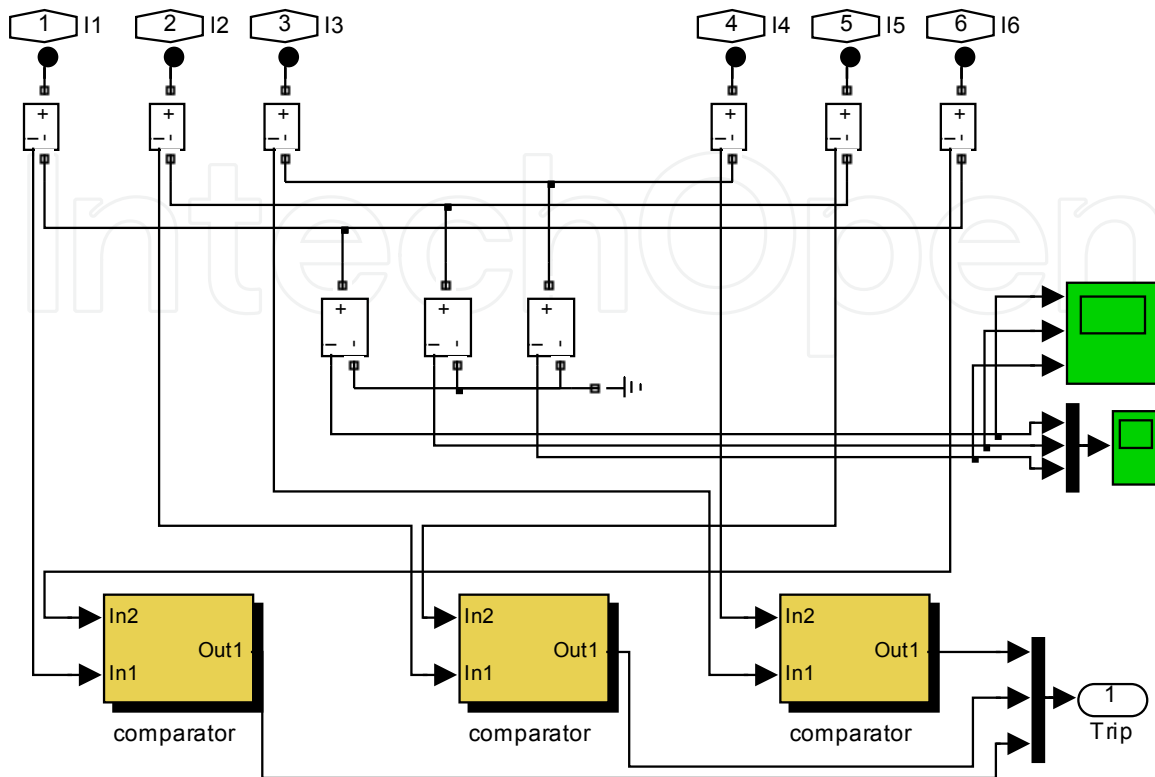 1 I1 2 I2 3 I3 4 I4 5 I5 6 I6
+ + + + + +
- - - - - -
IntechOpen
+ + +
- - -
In2 In2 In2
Out1 Out1 Out1
In1 In1 In1
1
comparator comparator comparator Trip